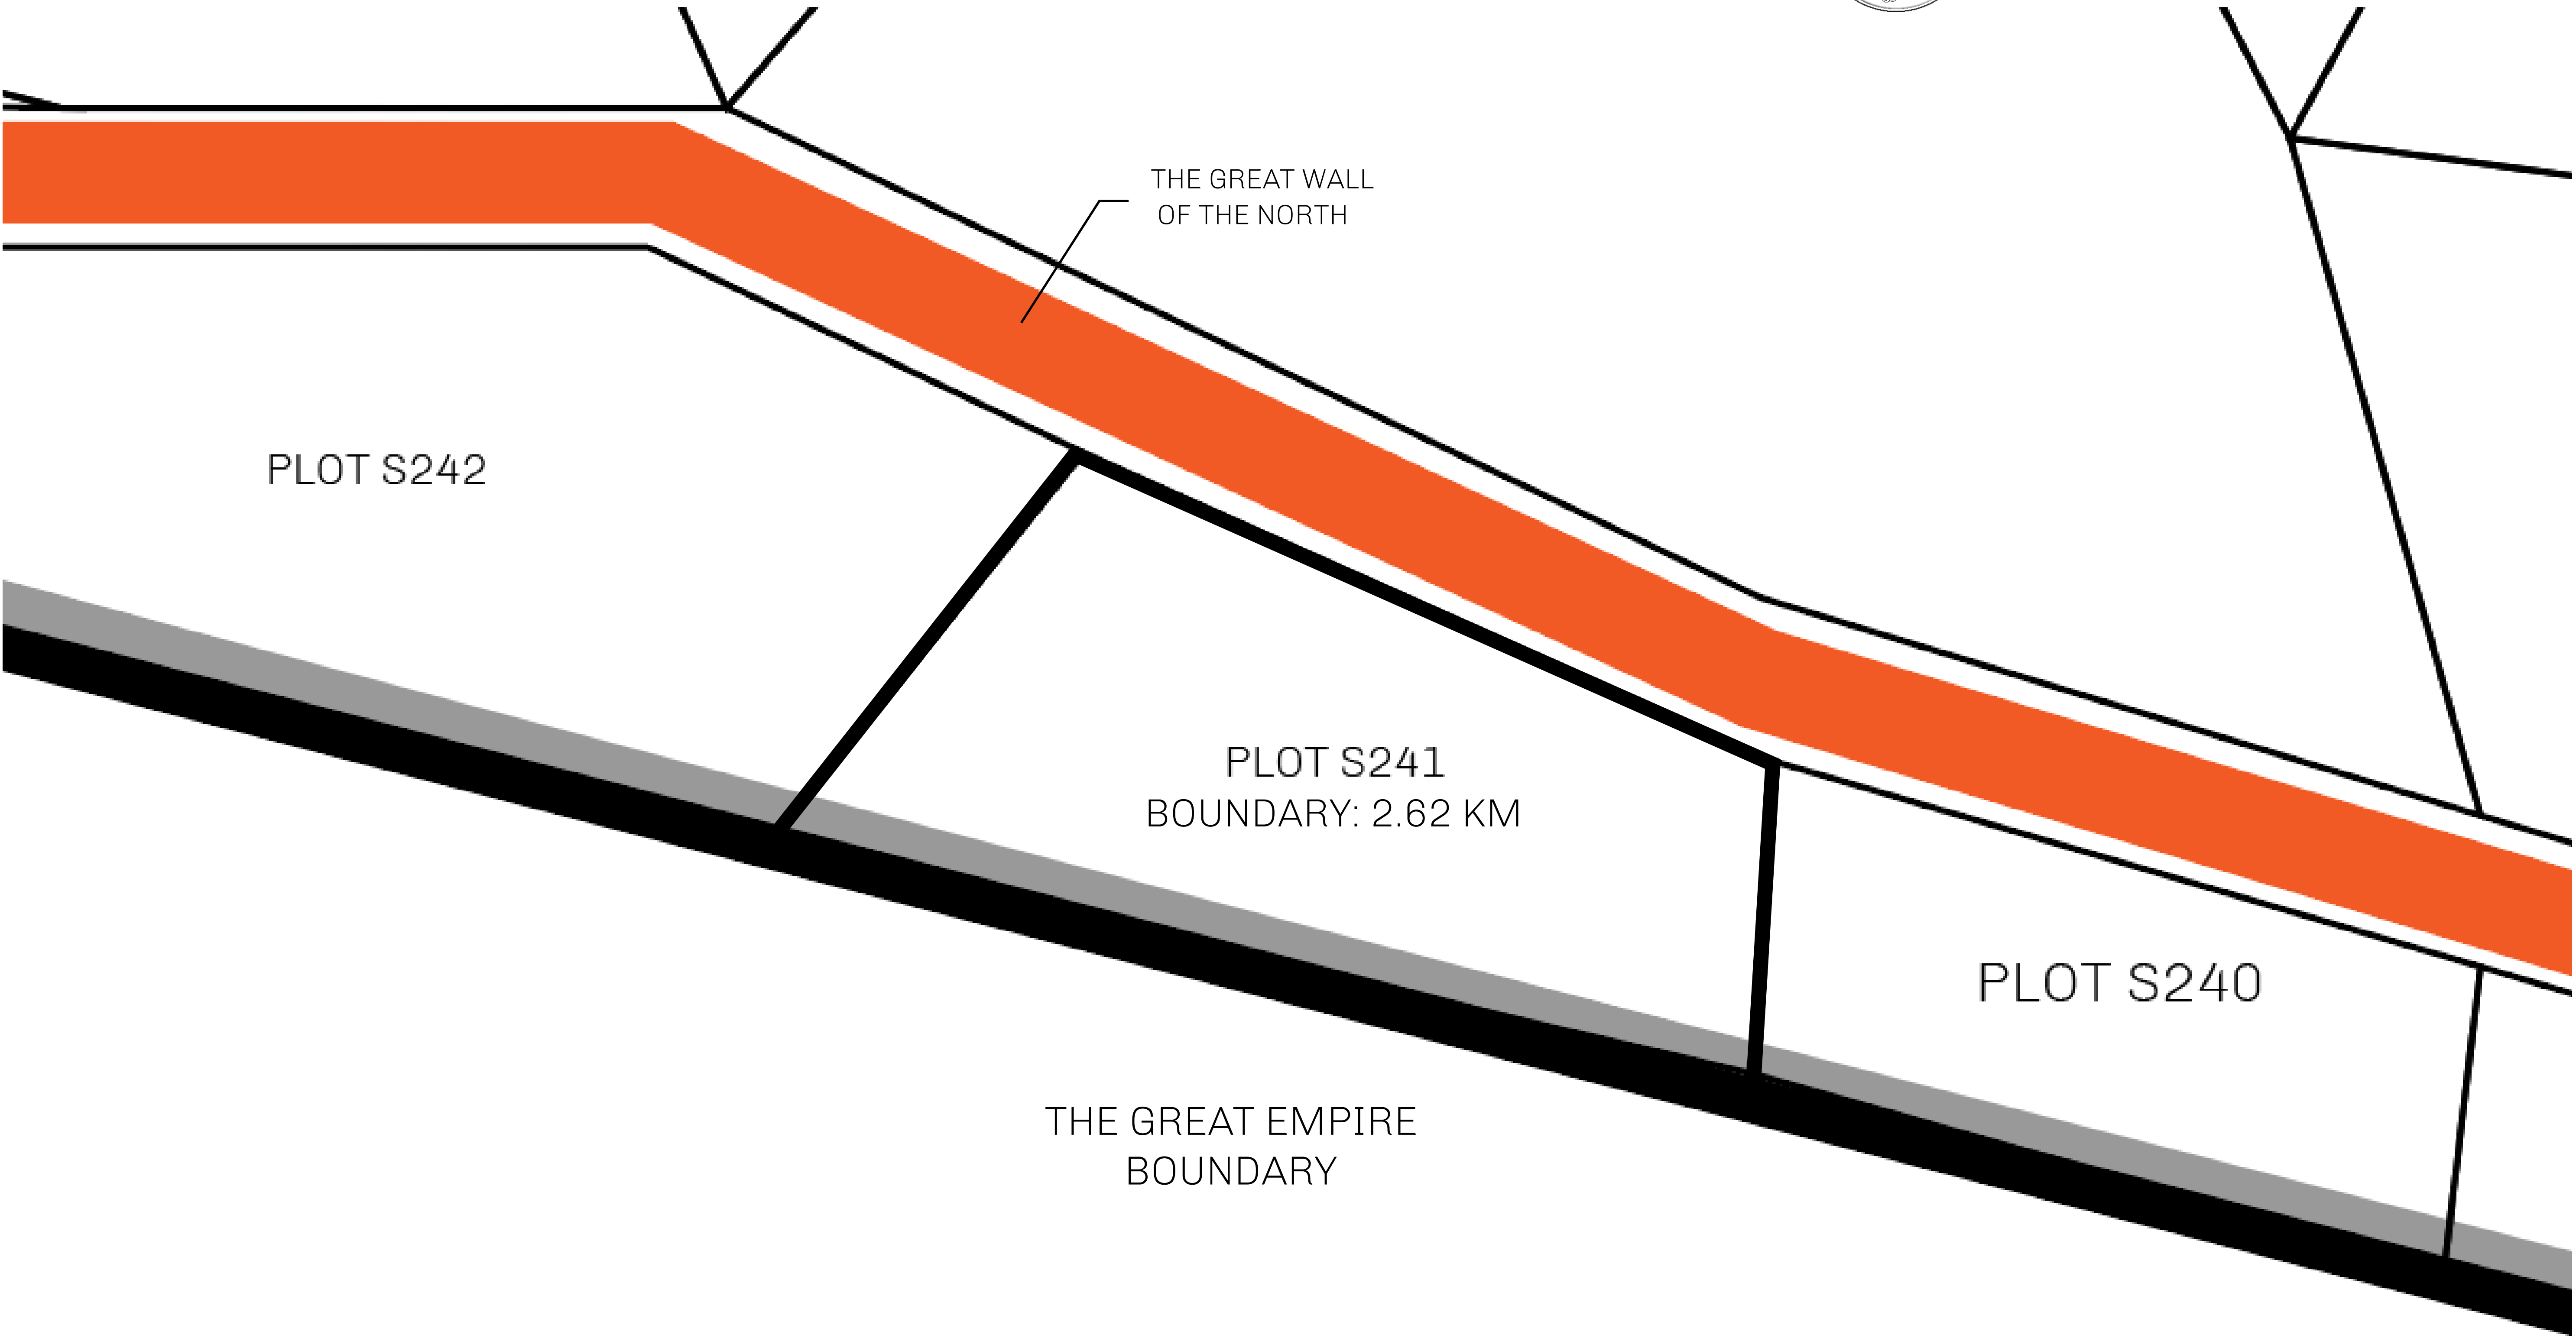 THE GREAT WALL
OF THE NORTH
PLOT S242
PLOT S241
BOUNDARY: 2.62 KM
PLOT S240
THE GREAT EMPIRE
BOUNDARY